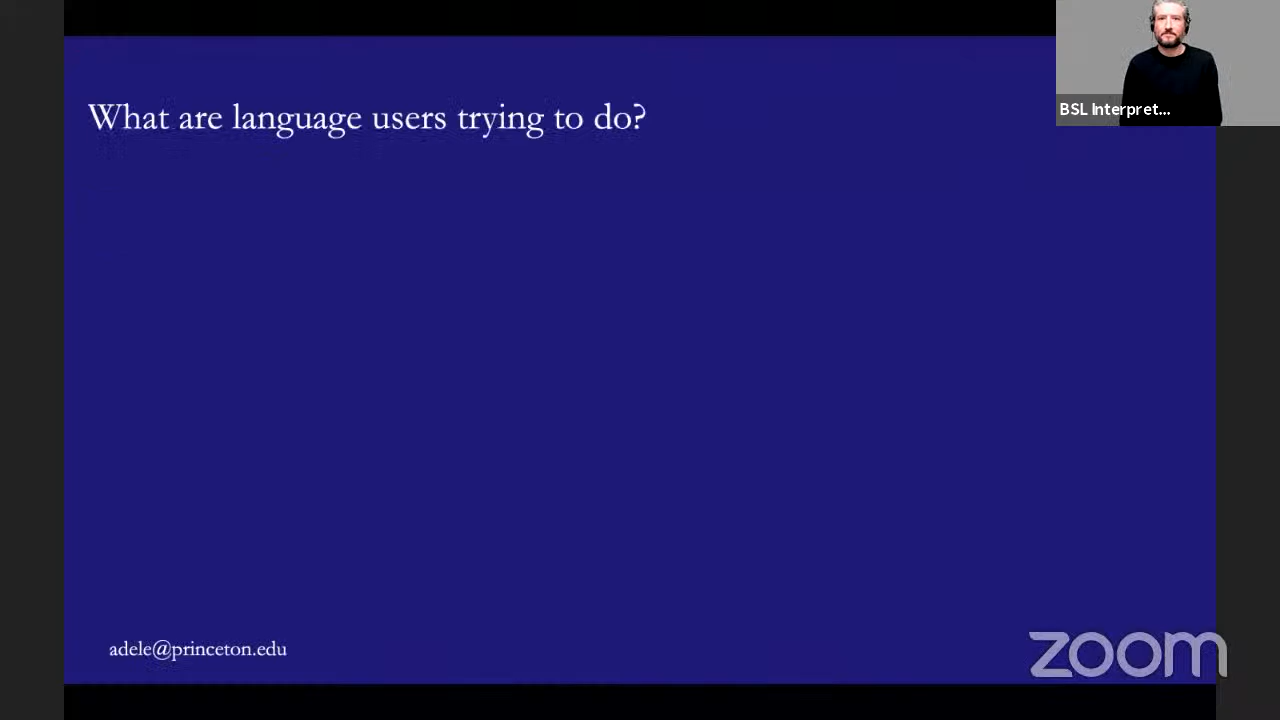 What are language users trying to do?
BSL Interpret...
adele@princeton.edu
zoom